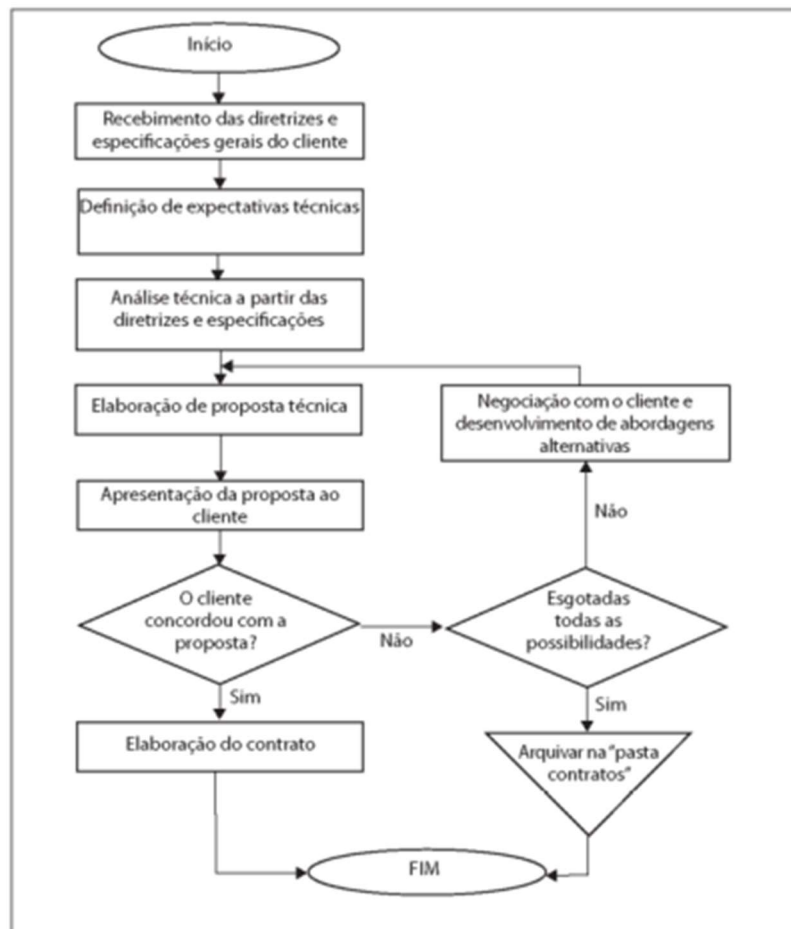 Início
Recebimento das diretrizes e
especificações gerais do cliente
Definição de expectativas técnicas
Análise técnica a partir das
diretrizes e especificações
Elaboração de proposta técnica
Negociação com o cliente e
desenvolvimento de abordagens
alternativas
Apresentação da proposta ao
cliente
Não
O cliente
concordou com a
proposta?
Não
Esgotadas
todas as
possibilidades?
Sim
Sim
Elaboração do contrato
Arquivar na "pasta
contratos"
FIM